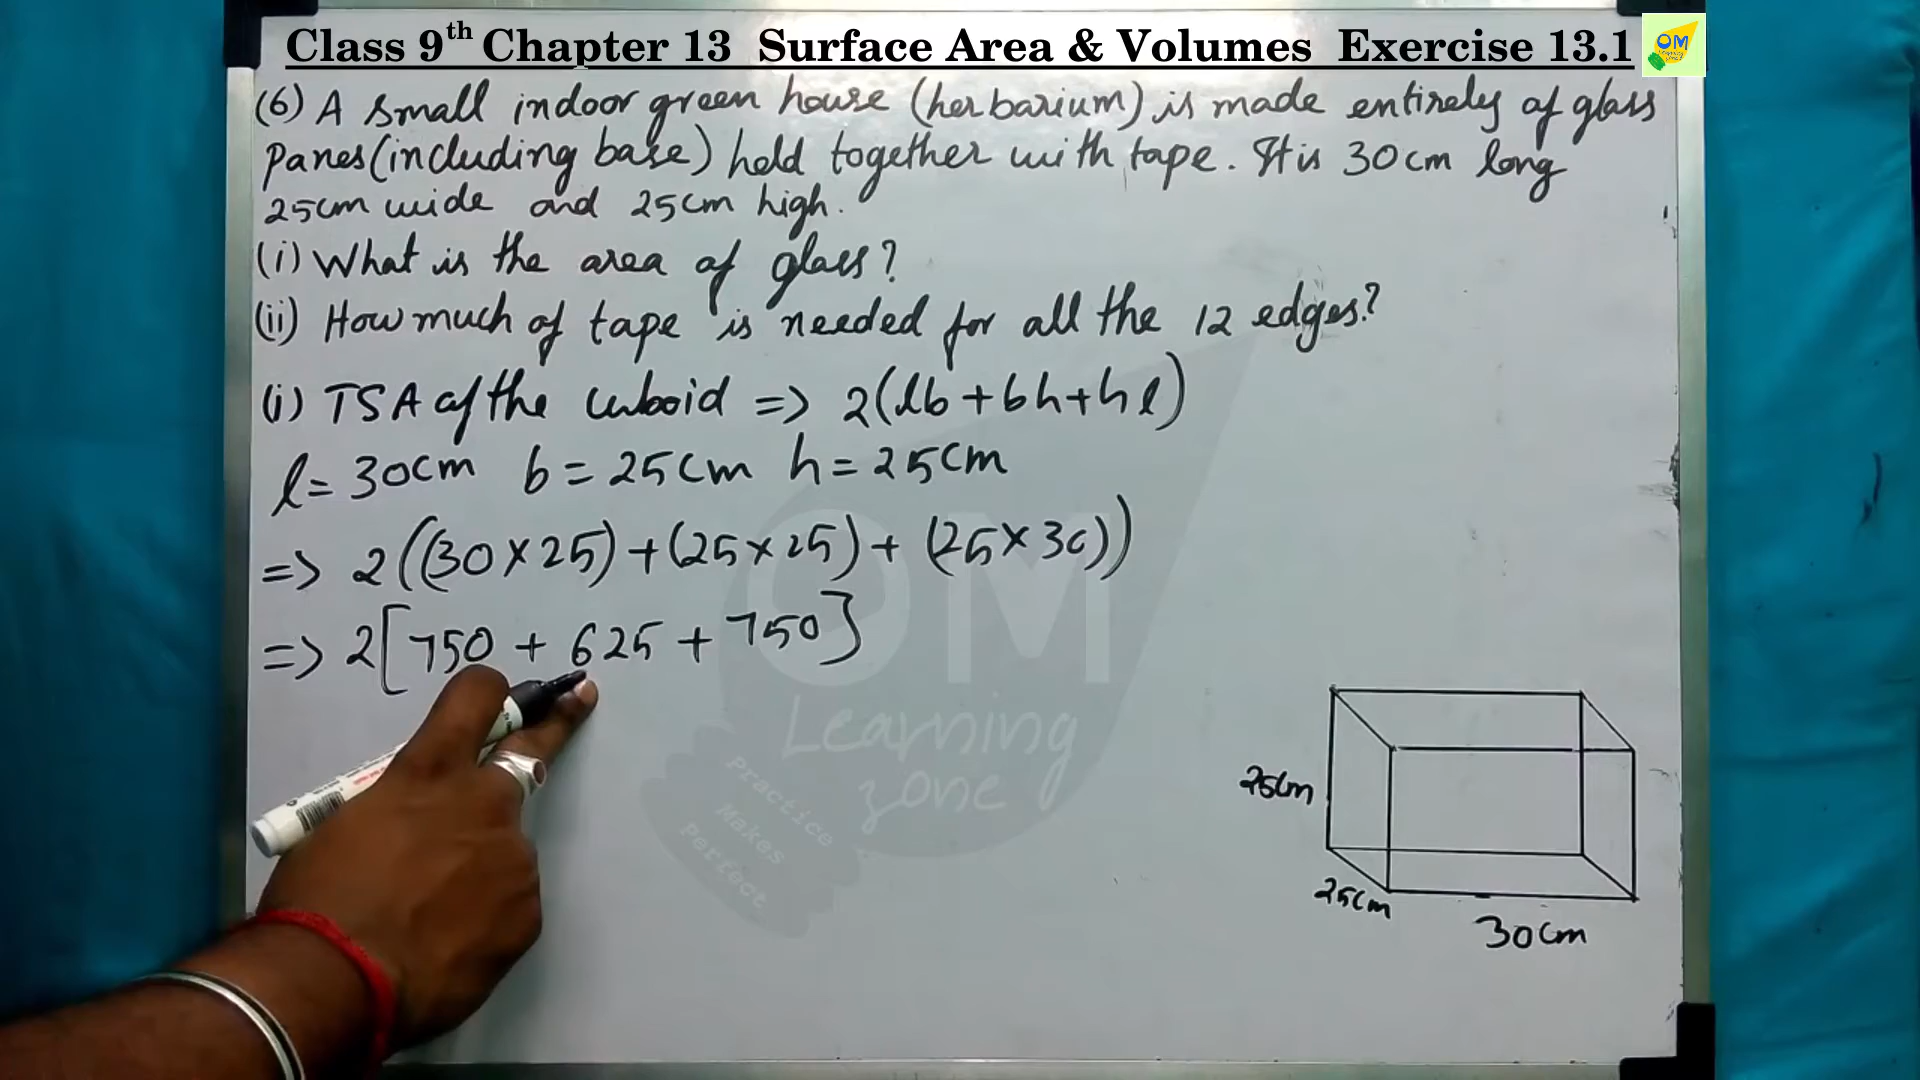 Class 9th Chapter 13 Surface Area & Volumes Exercise 13.1
OM
Learning
zone
(6) A small indoor green house (herbarium) is made entirely of glass
Panes (including base) held together with tape. It is 30cm long
25cm wide and 25cm high.
(i) What is the area of glass?
(ii) How much of tape is needed for all the 12 edges?
(i) TSA of the cuboid => 2(lb+bh+hl)
l=30cm b=25cm h=25cm
=> 2((30×25)+(25×25)+(25×30))
=> 2[750 + 625 + 750]
OM
Learning
zone
Practice
Makes
Perfect
25cm
25cm
30cm